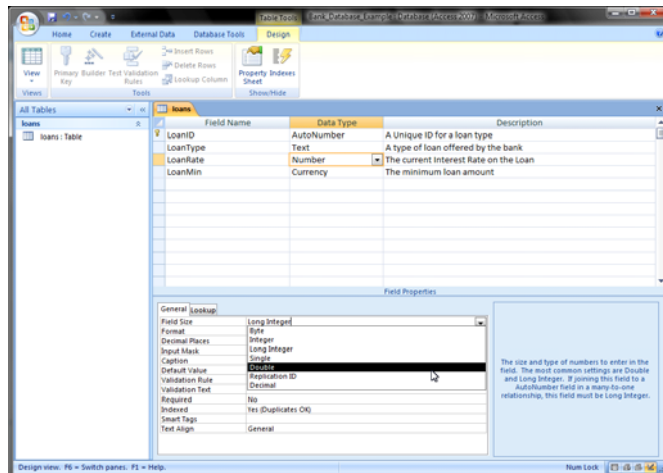 Table Tools
Bank_Database_Example : Database (Access 2007) - Microsoft Access
Home Create External Data Database Tools Design
View
Primary Key
Builder
Test Validation Rules
Insert Rows
Delete Rows
Lookup Column
Property Sheet
Indexes
Views Tools Show/Hide
All Tables
loans
loans : Table
loans
Field Name Data Type Description
LoanID AutoNumber A Unique ID for a loan type
LoanType Text A type of loan offered by the bank
LoanRate Number The current Interest Rate on the Loan
LoanMin Currency The minimum loan amount
Field Properties
General Lookup
Field Size Long Integer
Format Byte
Decimal Places Integer
Input Mask Long Integer
Caption Single
Default Value Double
Validation Rule Replication ID
Validation Text Decimal
Required No
Indexed Yes (Duplicates OK)
Smart Tags
Text Align General
The size and type of numbers to enter in the
field. The most common settings are Double
and Long Integer. If joining this field to a
AutoNumber field in a many-to-one
relationship, this field must be Long Integer.
Design view. F6 = Switch panes. F1 = Help.
Num Lock